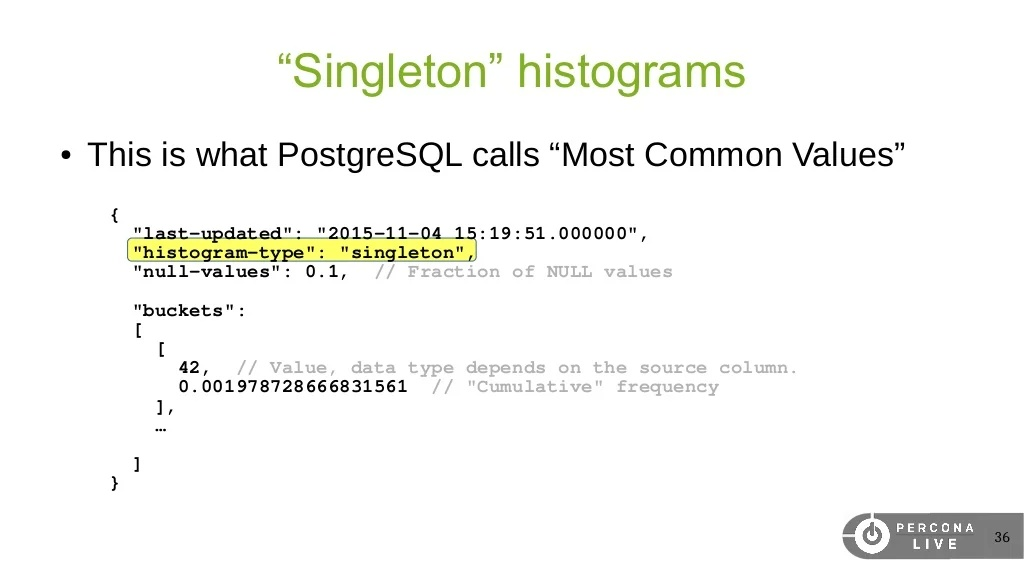 “Singleton” histograms
• This is what PostgreSQL calls “Most Common Values”
{
"last-updated": "2015-11-04 15:19:51.000000",
"histogram-type": "singleton",
"null-values": 0.1,  // Fraction of NULL values
"buckets":
[
[
42,  // Value, data type depends on the source column.
0.001978728666831561  // "Cumulative" frequency
],
…
]
}
PERCONA
LIVE
36